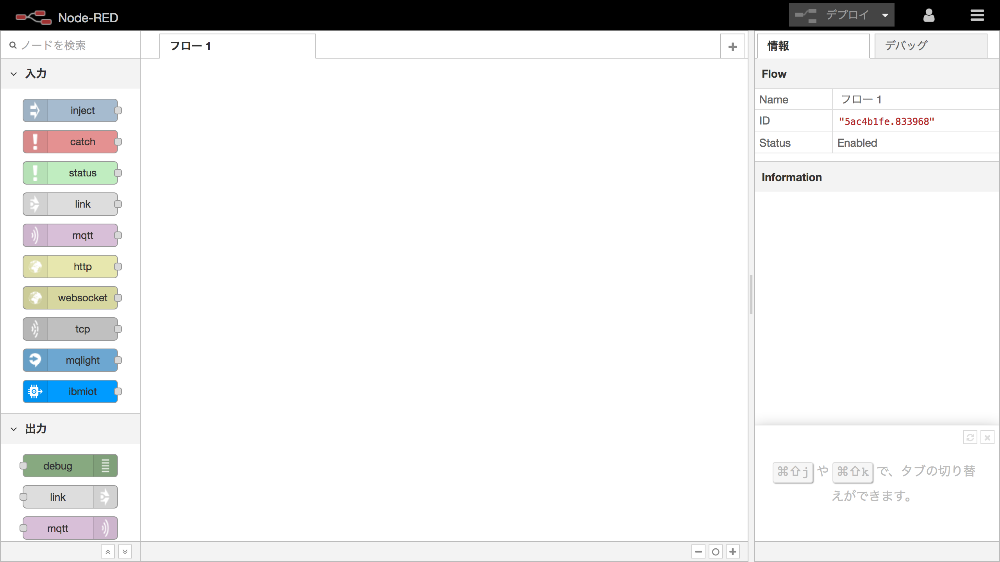 Node-RED
デプロイ
ノードを検索
入力
inject
catch
status
link
mqtt
http
websocket
tcp
mqlight
ibmiot
出力
debug
link
mqtt
フロー 1
情報
デバッグ
Flow
Name フロー 1
ID "5ac4b1fe.833968"
Status Enabled
Information
⌘⇧j や ⌘⇧k で、タブの切り替
えができます。